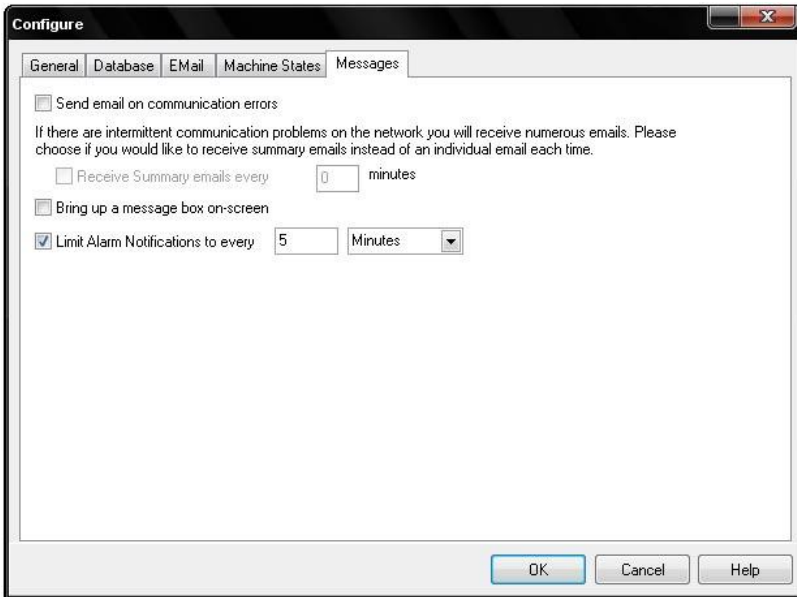 Configure
General Database EMail Machine States Messages
Send email on communication errors
If there are intermittent communication problems on the network you will receive numerous emails. Please
choose if you would like to receive summary emails instead of an individual email each time.
Receive Summary emails every 0 minutes
Bring up a message box on-screen
Limit Alarm Notifications to every 5 Minutes
OK Cancel Help